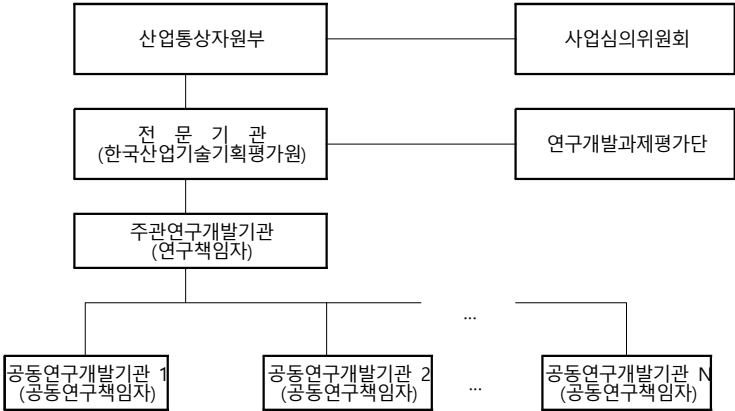 산업통상자원부
사업심의위원회
전 문 기 관
(한국산업기술기획평가원)
연구개발과제평가단
주관연구개발기관
(연구책임자)
...
공동연구개발기관 1
(공동연구책임자)
공동연구개발기관 2
(공동연구책임자)
...
공동연구개발기관 N
(공동연구책임자)